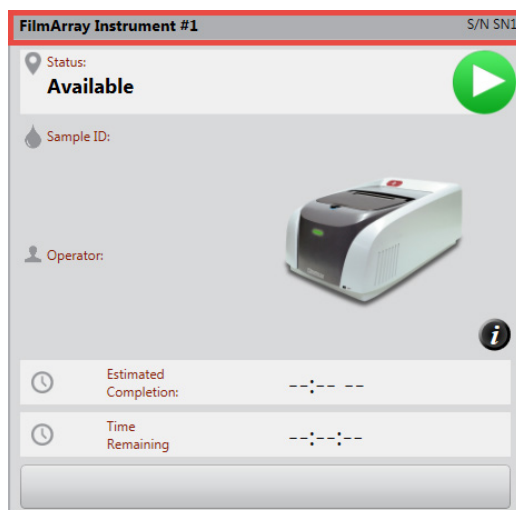 FilmArray Instrument #1 S/N SN1
Status:
Available
Sample ID:
Operator:
i
Estimated
Completion:
--:-- --
Time
Remaining
--:--:--